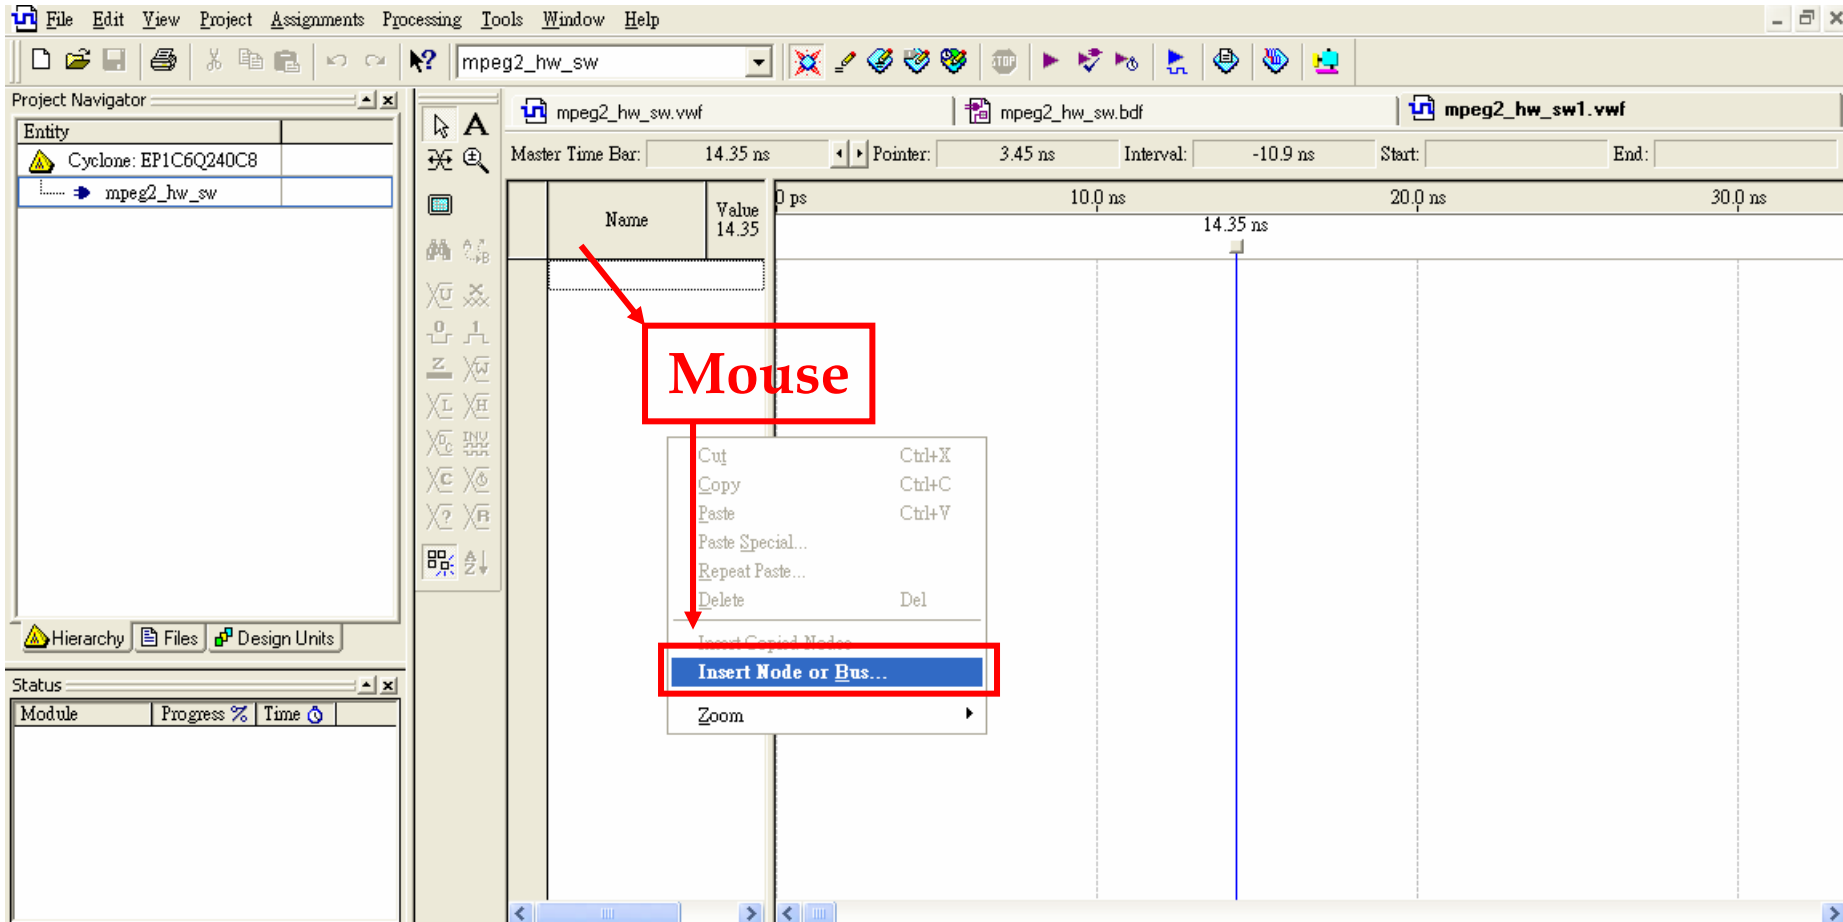 File Edit View Project Assignments Processing Tools Window Help
mpeg2_hw_sw
Project Navigator
Entity
Cyclone: EP1C6Q240C8
mpeg2_hw_sw
Hierarchy Files Design Units
Status
Module Progress % Time
mpeg2_hw_sw.vwf mpeg2_hw_sw.bdf mpeg2_hw_sw1.vwf
Master Time Bar: 14.35 ns Pointer: 3.45 ns Interval: -10.9 ns Start: End:
Name Value
14.35
0 ps 10.0 ns 20.0 ns 30.0 ns
14.35 ns
Mouse
Cut Ctrl+X
Copy Ctrl+C
Paste Ctrl+V
Paste Special...
Repeat Paste...
Delete Del
Insert Copied Nodes
Insert Node or Bus...
Zoom